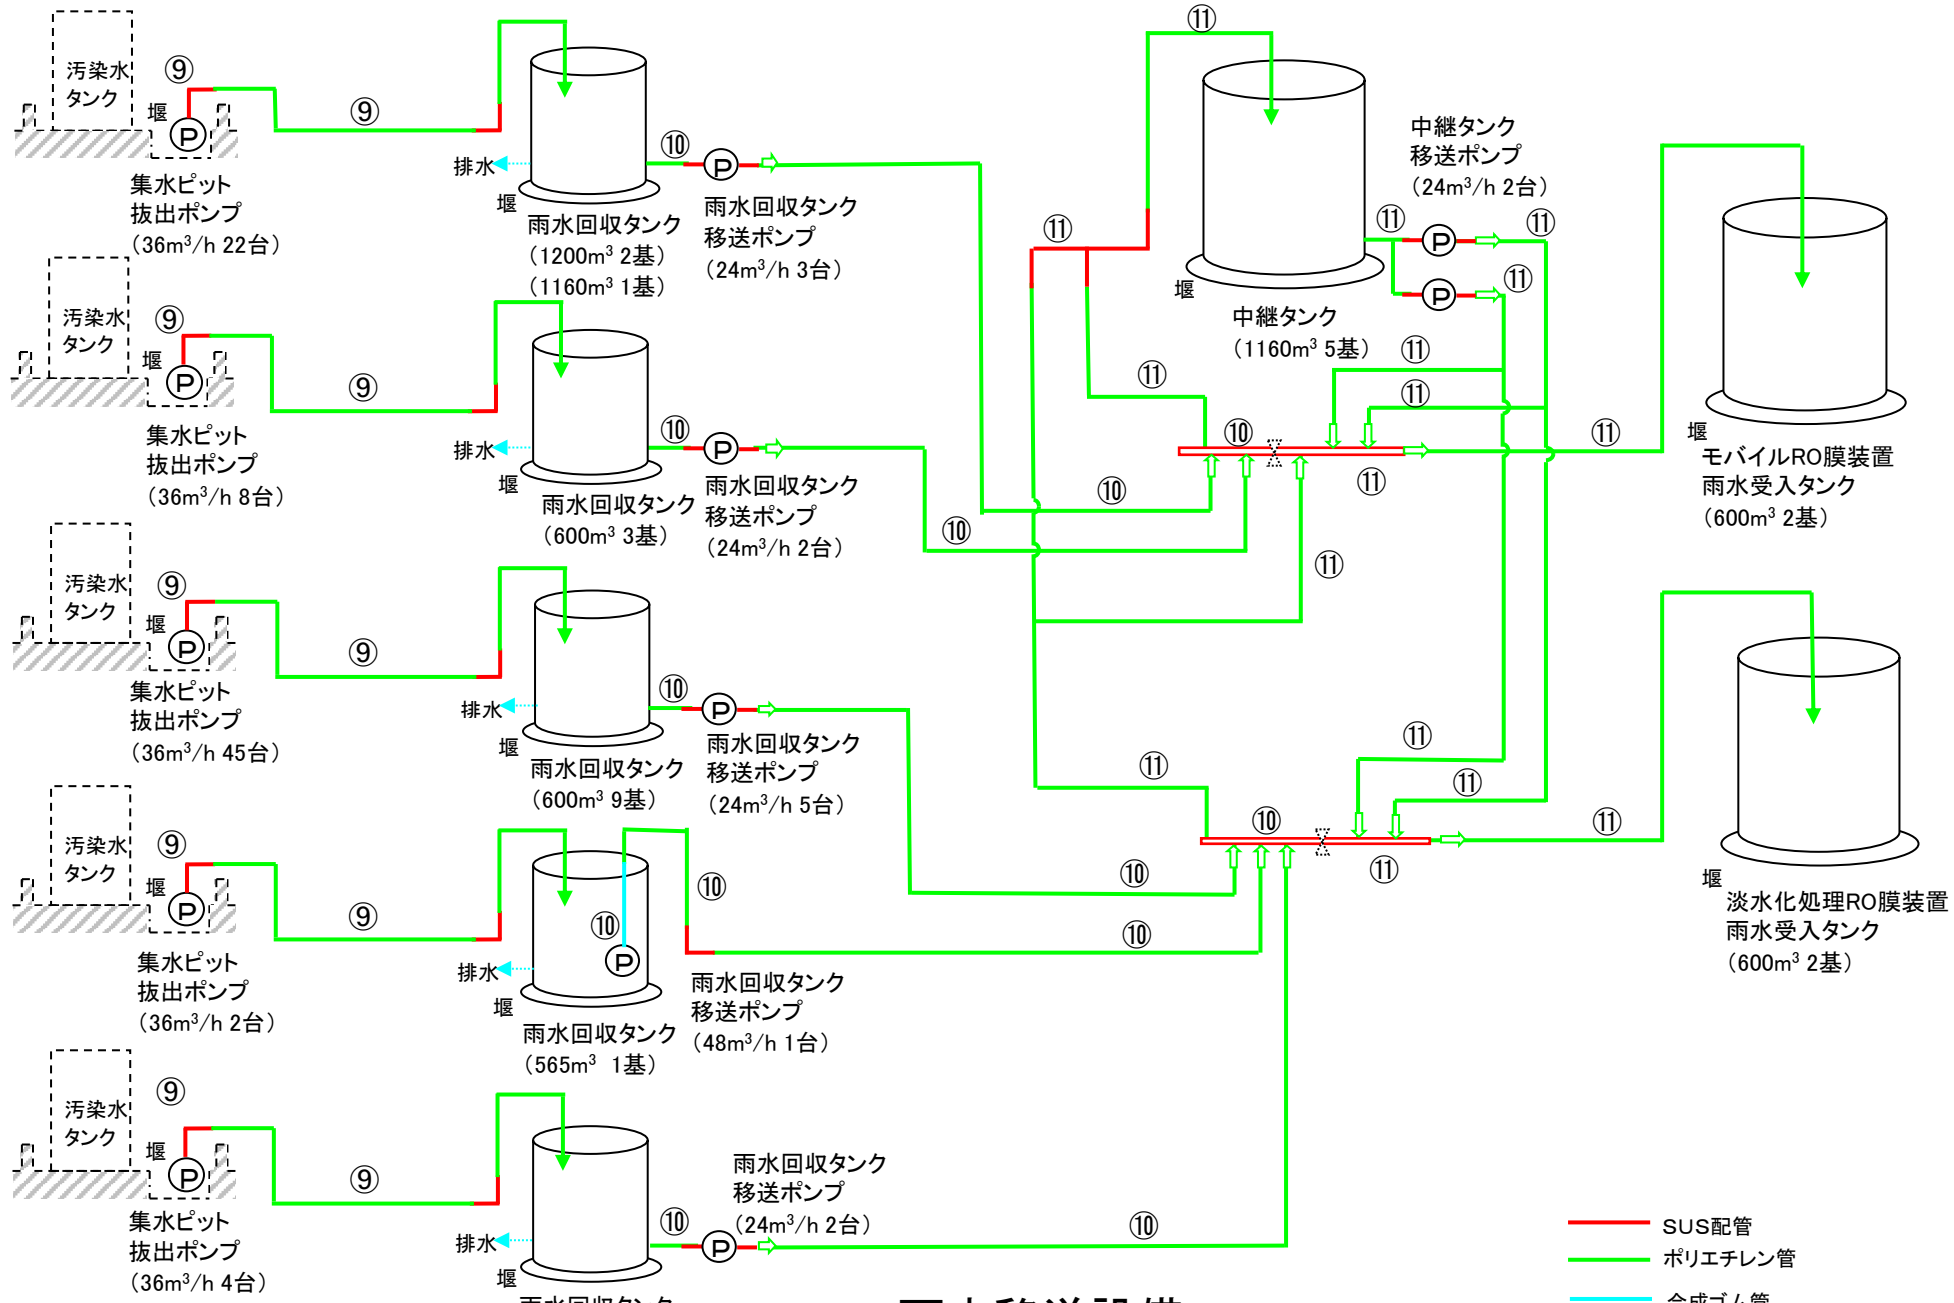 汚染水
タンク
堰
⑨
P
⑨
集水ピット
抜出ポンプ
（36m³/h 22台）
排水
堰
雨水回収タンク
（1200m³ 2基）
（1160m³ 1基）
⑩
P
雨水回収タンク
移送ポンプ
（24m³/h 3台）
汚染水
タンク
堰
⑨
P
⑨
集水ピット
抜出ポンプ
（36m³/h 8台）
排水
堰
雨水回収タンク
（600m³ 3基）
⑩
P
雨水回収タンク
移送ポンプ
（24m³/h 2台）
汚染水
タンク
堰
⑨
P
⑨
集水ピット
抜出ポンプ
（36m³/h 45台）
排水
堰
雨水回収タンク
（600m³ 9基）
⑩
P
雨水回収タンク
移送ポンプ
（24m³/h 5台）
汚染水
タンク
堰
⑨
P
⑨
集水ピット
抜出ポンプ
（36m³/h 2台）
排水
堰
雨水回収タンク
（565m³ 1基）
⑩
P
⑩
雨水回収タンク
移送ポンプ
（48m³/h 1台）
汚染水
タンク
堰
⑨
P
⑨
集水ピット
抜出ポンプ
（36m³/h 4台）
排水
堰
雨水回収タンク
⑩
P
雨水回収タンク
移送ポンプ
（24m³/h 2台）
⑩
⑩
⑩
⑩
⑩
⑪
⑪
堰
中継タンク
（1160m³ 5基）
中継タンク
移送ポンプ
（24m³/h 2台）
⑪
P
⑪
P
⑪
⑪
⑪
⑪
⑩
⑪
⑪
⑪
堰
モバイルRO膜装置
雨水受入タンク
（600m³ 2基）
⑪
⑪
⑪
⑩
⑪
⑪
堰
淡水化処理RO膜装置
雨水受入タンク
（600m³ 2基）
雨水移送設備
SUS配管
ポリエチレン管
合成ゴム管